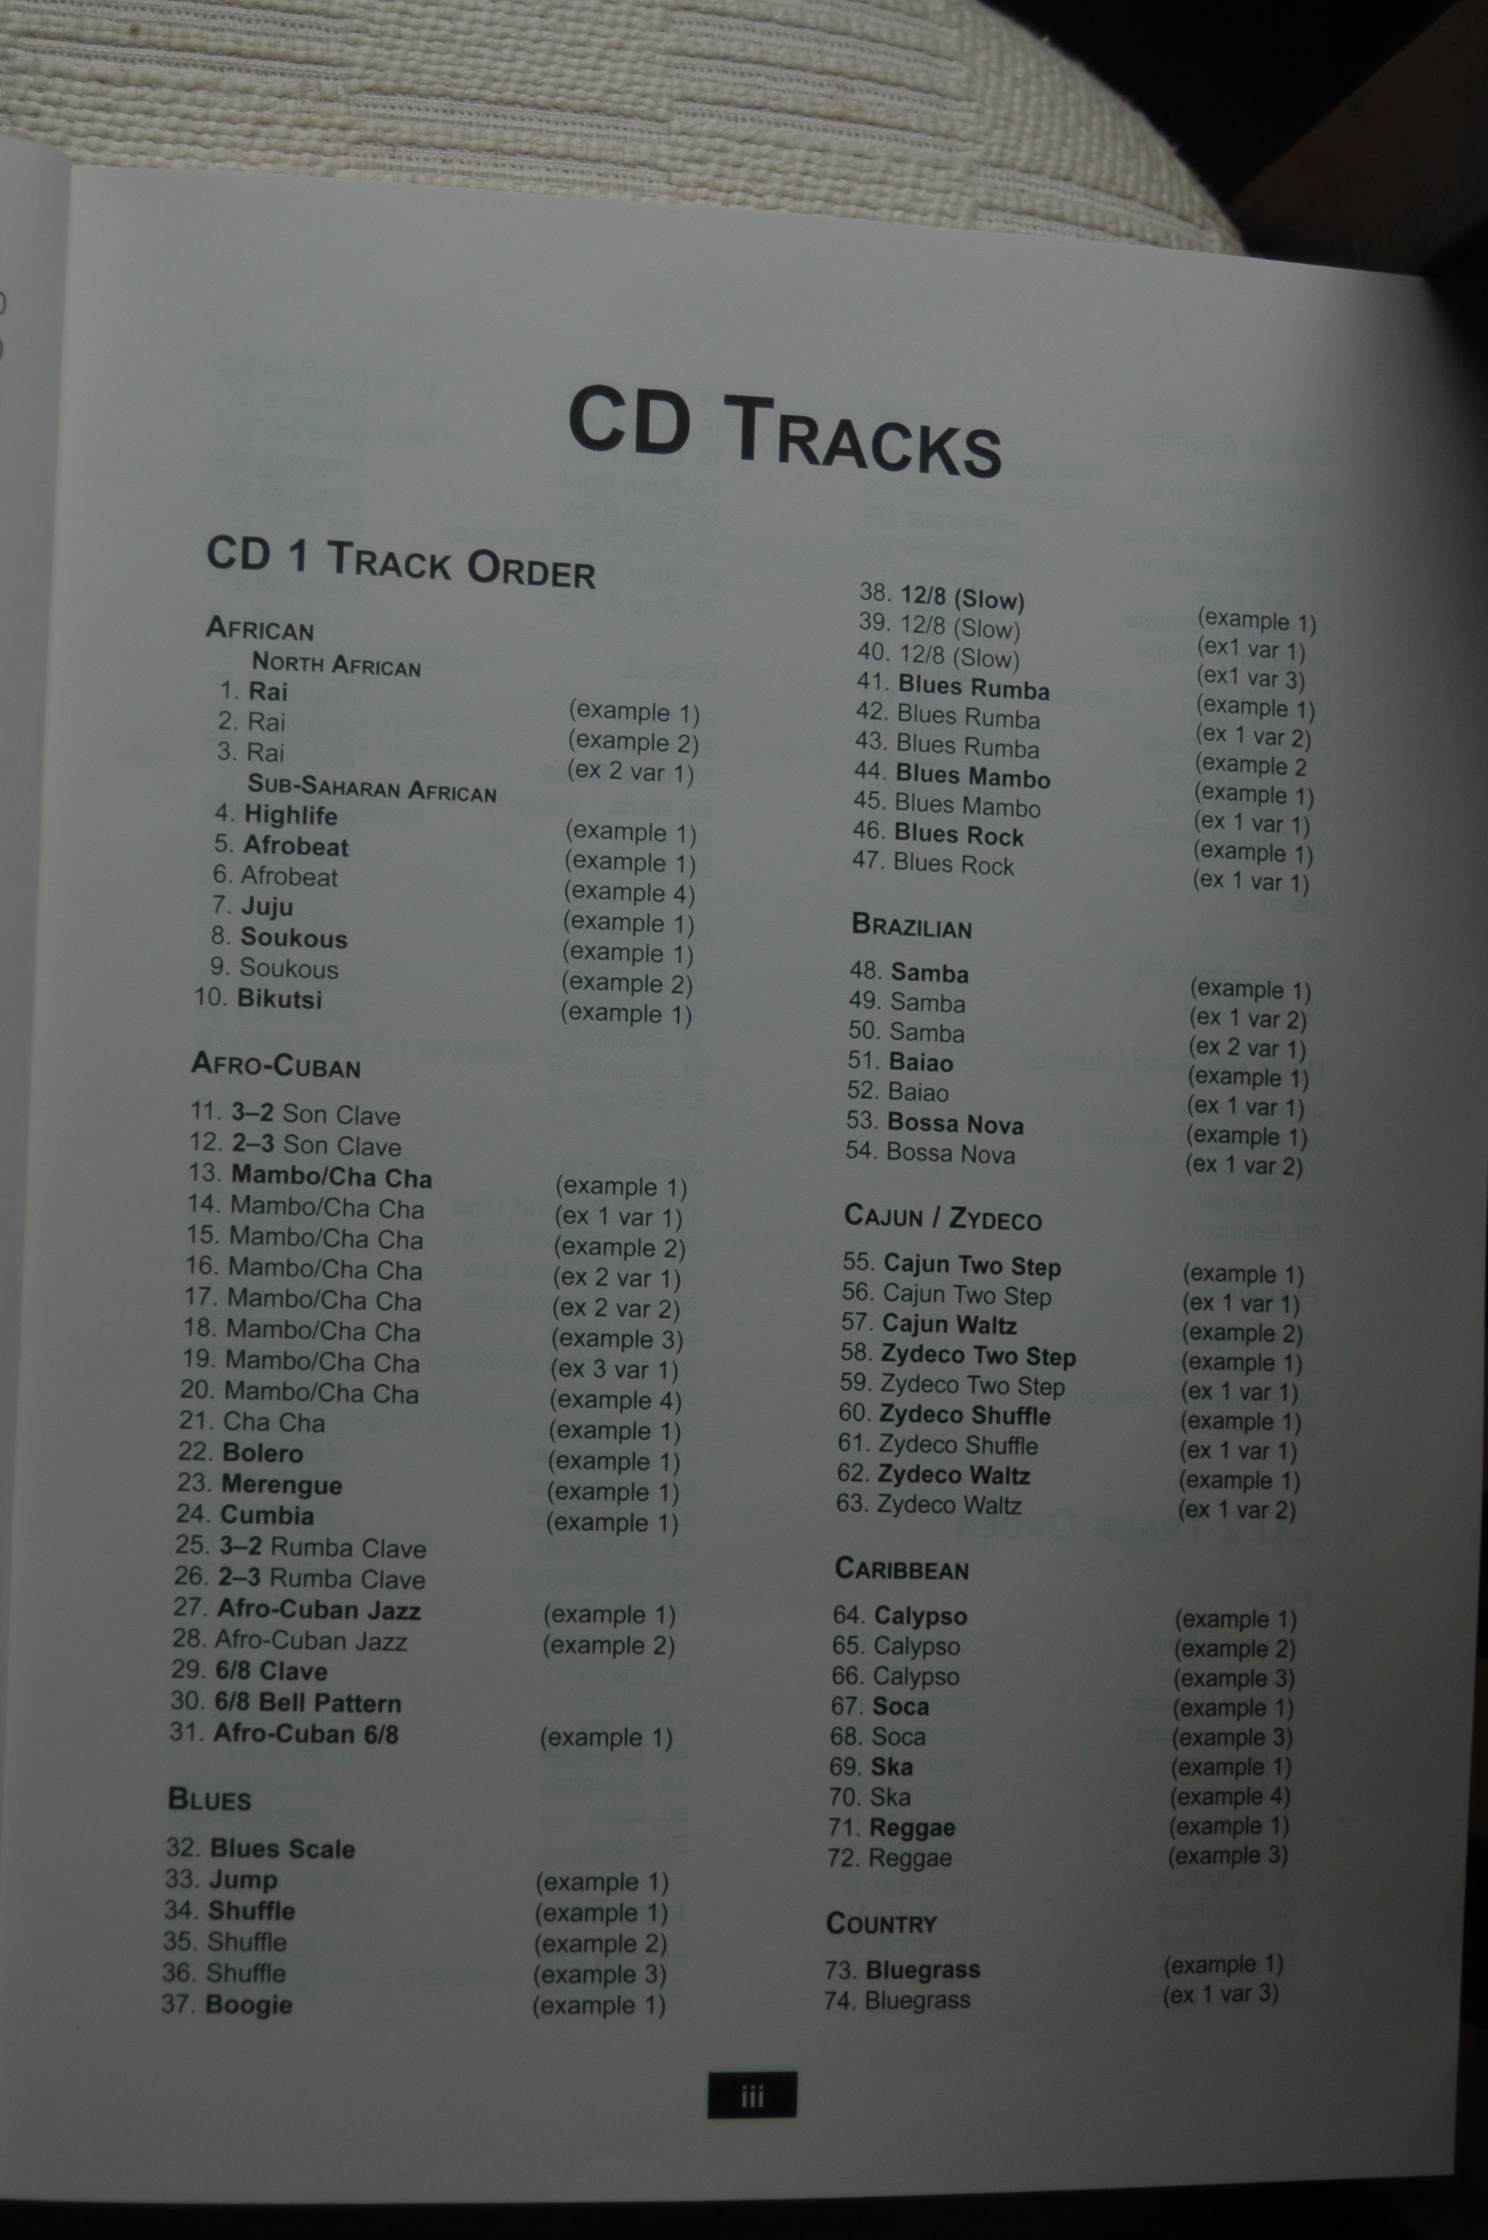 CD TRACKS
CD 1 TRACK ORDER
AFRICAN
NORTH AFRICAN
1. Rai (example 1)
2. Rai (example 2)
3. Rai (ex 2 var 1)
SUB-SAHARAN AFRICAN
4. Highlife (example 1)
5. Afrobeat (example 1)
6. Afrobeat (example 4)
7. Juju (example 1)
8. Soukous (example 1)
9. Soukous (example 2)
10. Bikutsi (example 1)
AFRO-CUBAN
11. 3–2 Son Clave
12. 2–3 Son Clave
13. Mambo/Cha Cha (example 1)
14. Mambo/Cha Cha (ex 1 var 1)
15. Mambo/Cha Cha (example 2)
16. Mambo/Cha Cha (ex 2 var 1)
17. Mambo/Cha Cha (ex 2 var 2)
18. Mambo/Cha Cha (example 3)
19. Mambo/Cha Cha (ex 3 var 1)
20. Mambo/Cha Cha (example 4)
21. Cha Cha (example 1)
22. Bolero (example 1)
23. Merengue (example 1)
24. Cumbia (example 1)
25. 3–2 Rumba Clave
26. 2–3 Rumba Clave
27. Afro-Cuban Jazz (example 1)
28. Afro-Cuban Jazz (example 2)
29. 6/8 Clave
30. 6/8 Bell Pattern
31. Afro-Cuban 6/8 (example 1)
BLUES
32. Blues Scale
33. Jump (example 1)
34. Shuffle (example 1)
35. Shuffle (example 2)
36. Shuffle (example 3)
37. Boogie (example 1)
38. 12/8 (Slow) (example 1)
39. 12/8 (Slow) (ex1 var 1)
40. 12/8 (Slow) (ex1 var 3)
41. Blues Rumba (example 1)
42. Blues Rumba (ex 1 var 2)
43. Blues Rumba (example 2
44. Blues Mambo (example 1)
45. Blues Mambo (ex 1 var 1)
46. Blues Rock (example 1)
47. Blues Rock (ex 1 var 1)
BRAZILIAN
48. Samba (example 1)
49. Samba (ex 1 var 2)
50. Samba (ex 2 var 1)
51. Baiao (example 1)
52. Baiao (ex 1 var 1)
53. Bossa Nova (example 1)
54. Bossa Nova (ex 1 var 2)
CAJUN / ZYDECO
55. Cajun Two Step (example 1)
56. Cajun Two Step (ex 1 var 1)
57. Cajun Waltz (example 2)
58. Zydeco Two Step (example 1)
59. Zydeco Two Step (ex 1 var 1)
60. Zydeco Shuffle (example 1)
61. Zydeco Shuffle (ex 1 var 1)
62. Zydeco Waltz (example 1)
63. Zydeco Waltz (ex 1 var 2)
CARIBBEAN
64. Calypso (example 1)
65. Calypso (example 2)
66. Calypso (example 3)
67. Soca (example 1)
68. Soca (example 3)
69. Ska (example 1)
70. Ska (example 4)
71. Reggae (example 1)
72. Reggae (example 3)
COUNTRY
73. Bluegrass (example 1)
74. Bluegrass (ex 1 var 3)
iii